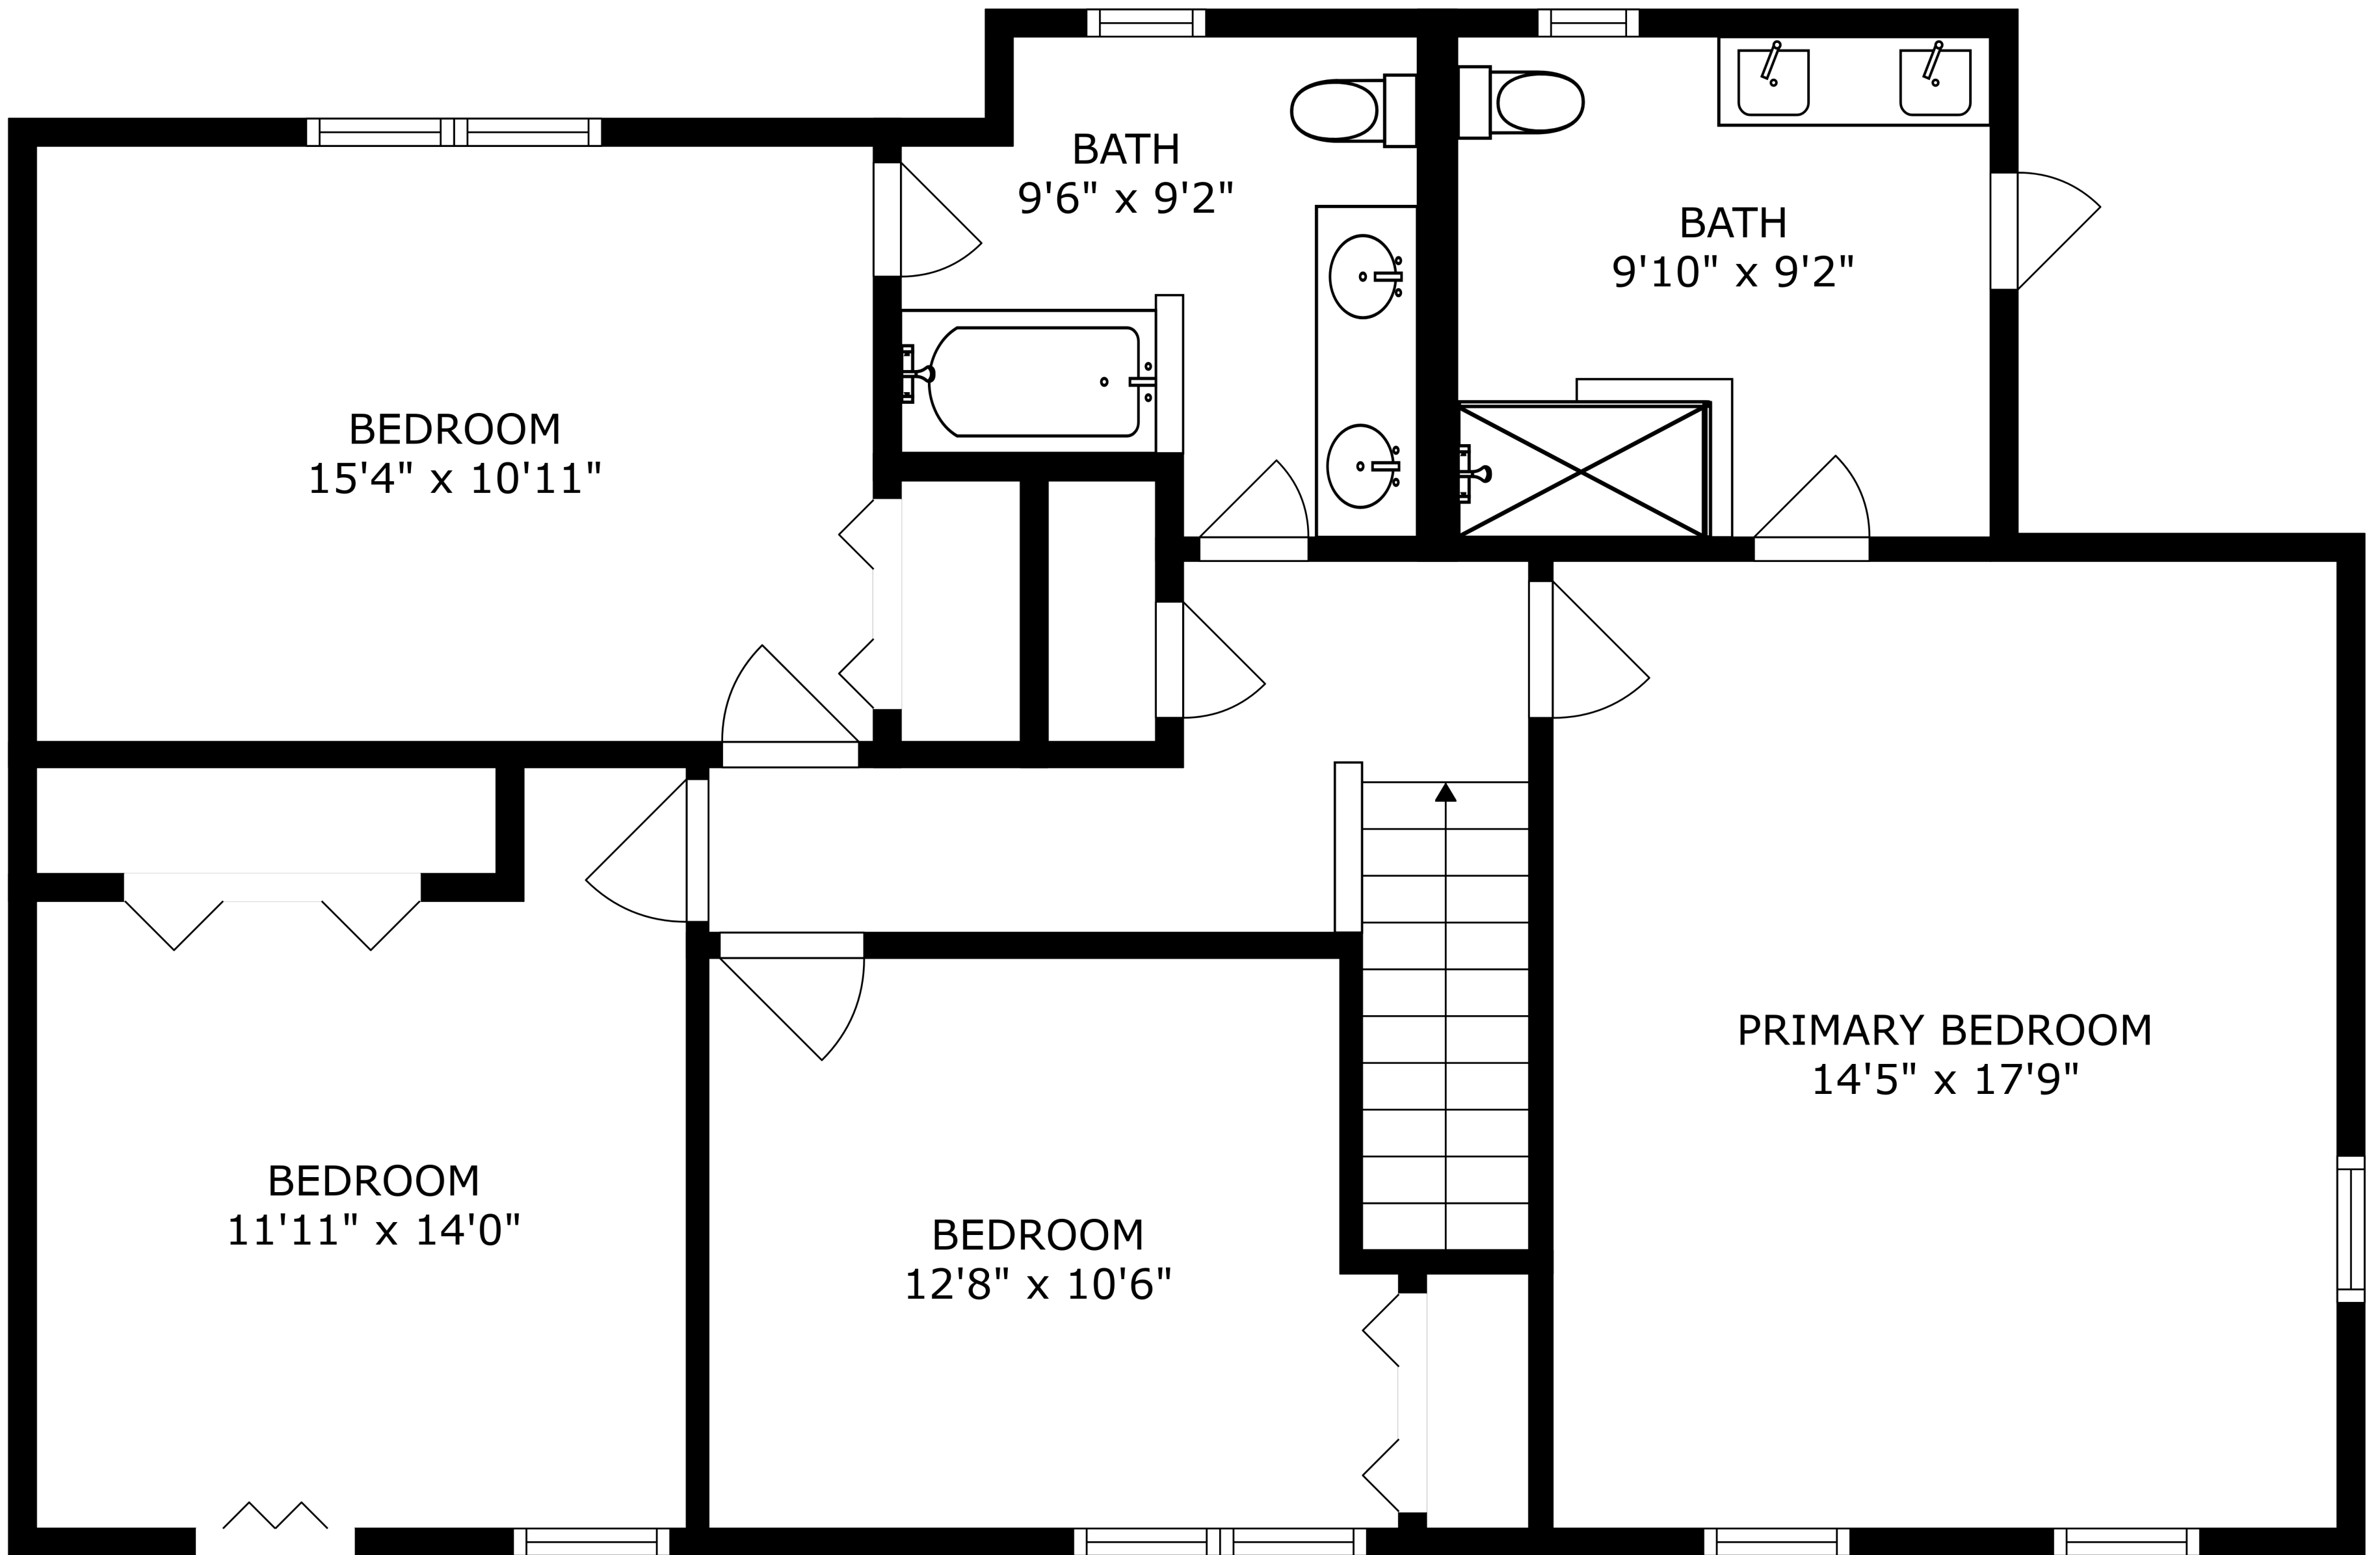 BATH
9'6" x 9'2"
BATH
9'10" x 9'2"
BEDROOM
15'4" x 10'11"
PRIMARY BEDROOM
14'5" x 17'9"
BEDROOM
11'11" x 14'0"
BEDROOM
12'8" x 10'6"